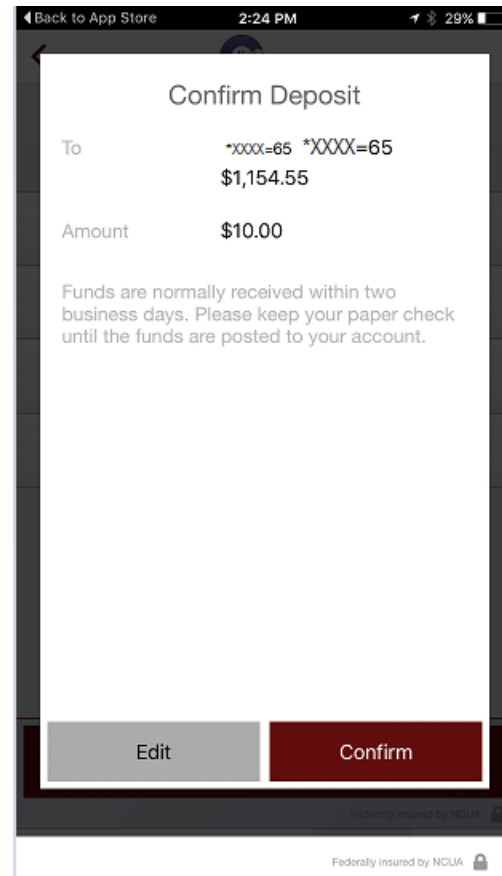 Back to App Store 2:24 PM 29%
Confirm Deposit
To *XXXX=65 *XXXX=65
$1,154.55
Amount $10.00
Funds are normally received within two
business days. Please keep your paper check
until the funds are posted to your account.
Edit Confirm
Federally insured by NCUA
Federally insured by NCUA